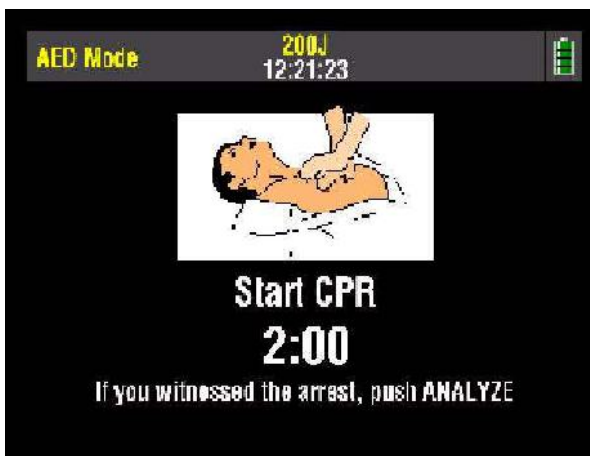 AED Mode
200J
12:21:23
Start CPR
2:00
If you witnessed the arrest, push ANALYZE